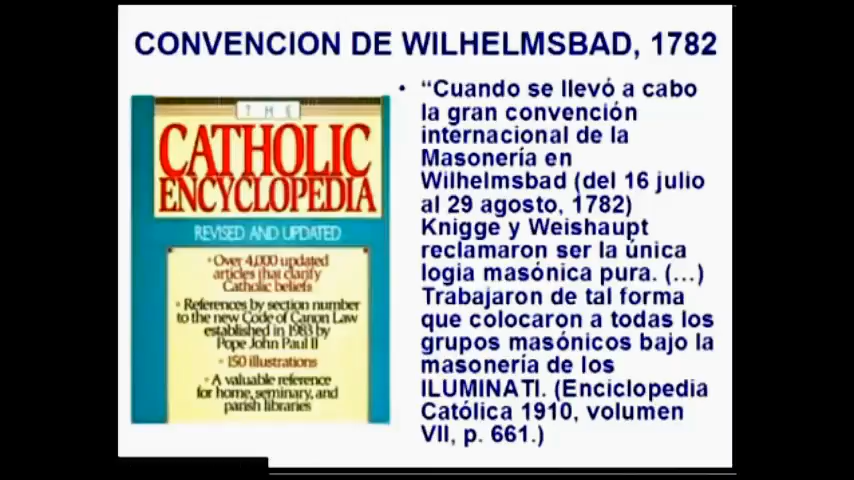 CONVENCION DE WILHELMSBAD, 1782
THE
CATHOLIC
ENCYCLOPEDIA
REVISED AND UPDATED
• Over 4,000 updated
articles that clarify
Catholic beliefs
• References by section number
to the new Code of Canon Law
established in 1983 by
Pope John Paul II
• 150 illustrations
• A valuable reference
for home, seminary, and
parish libraries
• “Cuando se llevó a cabo
la gran convención
internacional de la
Masonería en
Wilhelmsbad (del 16 julio
al 29 agosto, 1782)
Knigge y Weishaupt
reclamaron ser la única
logia masónica pura. (…)
Trabajaron de tal forma
que colocaron a todas los
grupos masónicos bajo la
masonería de los
ILUMINATI. (Enciclopedia
Católica 1910, volumen
VII, p. 661.)